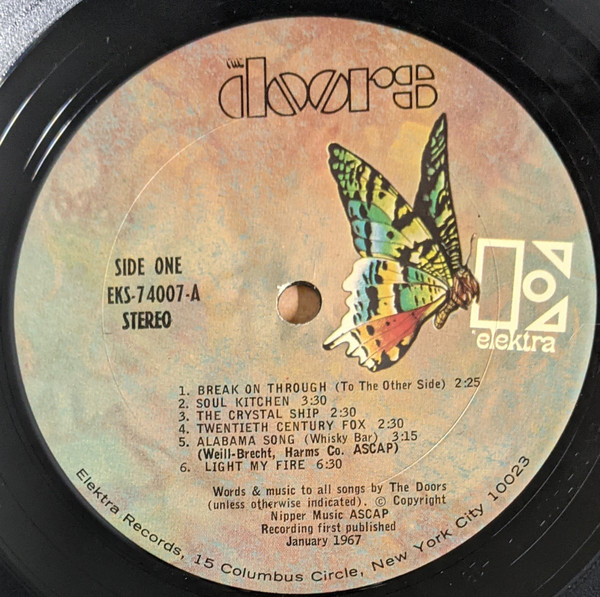 THE
doors
SIDE ONE
EKS-74007-A
STEREO
elektra
1. BREAK ON THROUGH (To The Other Side) 2:25
2. SOUL KITCHEN 3:30
3. THE CRYSTAL SHIP 2:30
4. TWENTIETH CENTURY FOX 2:30
5. ALABAMA SONG (Whisky Bar) 3:15
(Weill-Brecht, Harms Co. ASCAP)
6. LIGHT MY FIRE 6:30
Words & music to all songs by The Doors
(unless otherwise indicated). © Copyright
Nipper Music ASCAP
Recording first published
January 1967
Elektra Records, 15 Columbus Circle, New York City 10023